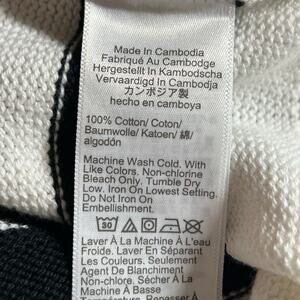 Made In Cambodia
Fabriqué Au Cambodge
Hergestellt In Kambodscha
Vervaardigd In Cambodja
カンボジア製
hecho en camboya
100% Cotton/ Coton/
Baumwolle/ Katoen/ 綿/
algodón
Machine Wash Cold. With
Like Colors. Non-chlorine
Bleach Only. Tumble Dry
Low. Iron On Lowest Setting.
Do Not Iron On
Embellishment.
30
Laver À La Machine À L'eau
Froide. Laver En Séparant
Les Couleurs. Seulement
Agent De Blanchiment
Non-chlore. Sécher À La
Machine À Basse
Température. Repasser À